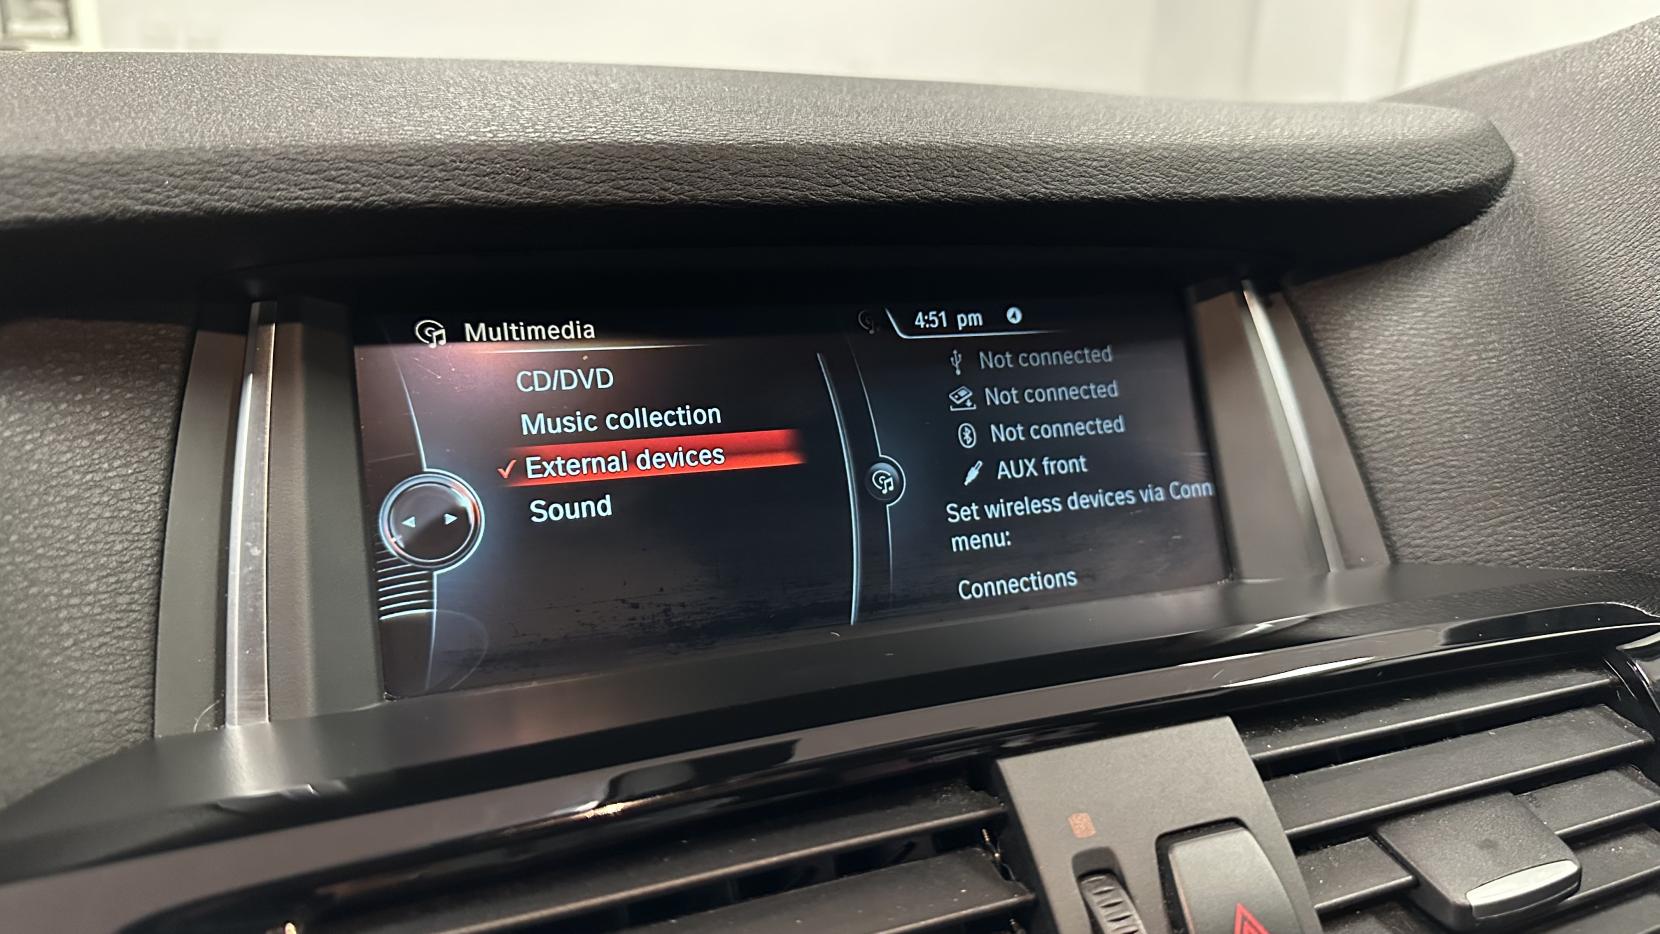 Multimedia
CD/DVD
Music collection
✓ External devices
Sound
4:51 pm
Not connected
Not connected
Not connected
AUX front
Set wireless devices via Conn
menu:
Connections